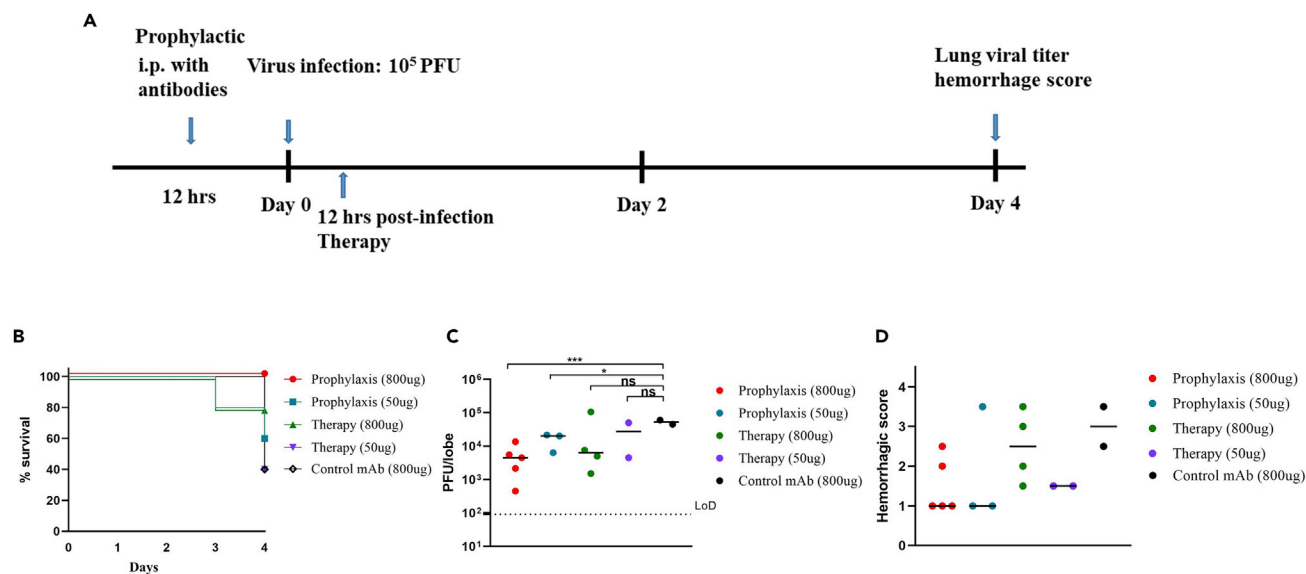 A
Prophylactic
i.p. with
antibodies
Virus infection: 10⁵ PFU
Lung viral titer
hemorrhage score
12 hrs
Day 0
12 hrs post-infection
Therapy
Day 2
Day 4
B
% survival
100
80
60
40
20
0
0 1 2 3 4
Days
Prophylaxis (800ug)
Prophylaxis (50ug)
Therapy (800ug)
Therapy (50ug)
Control mAb (800ug)
C
***
*
ns
ns
PFU/lobe
10⁶
10⁵
10⁴
10³
10²
10¹
LoD
Prophylaxis (800ug)
Prophylaxis (50ug)
Therapy (800ug)
Therapy (50ug)
Control mAb (800ug)
D
Hemorrhagic score
4
3
2
1
0
Prophylaxis (800ug)
Prophylaxis (50ug)
Therapy (800ug)
Therapy (50ug)
Control mAb (800ug)